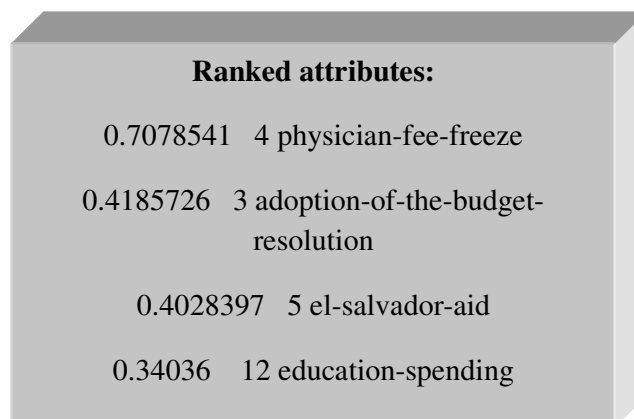 Ranked attributes:
0.7078541 4 physician-fee-freeze
0.4185726 3 adoption-of-the-budget-
resolution
0.4028397 5 el-salvador-aid
0.34036 12 education-spending